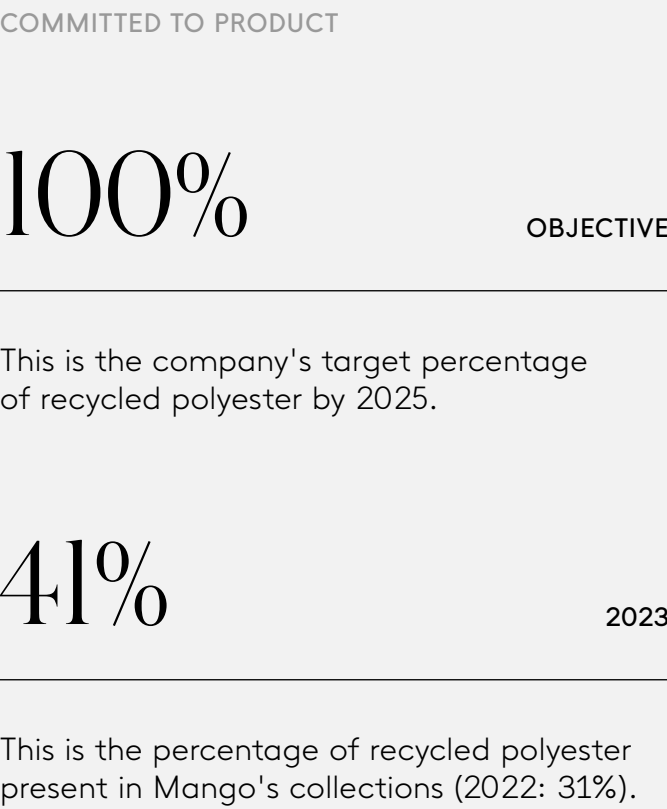 COMMITTED TO PRODUCT
100%
OBJECTIVE
This is the company's target percentage
of recycled polyester by 2025.
41%
2023
This is the percentage of recycled polyester
present in Mango's collections (2022: 31%).